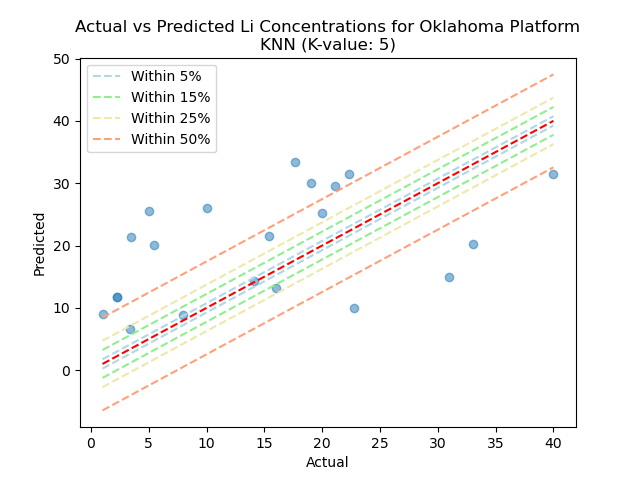 Actual vs Predicted Li Concentrations for Oklahoma Platform
KNN (K-value: 5)
50
40
30
20
10
0
Predicted
Within 5%
Within 15%
Within 25%
Within 50%
0 5 10 15 20 25 30 35 40
Actual